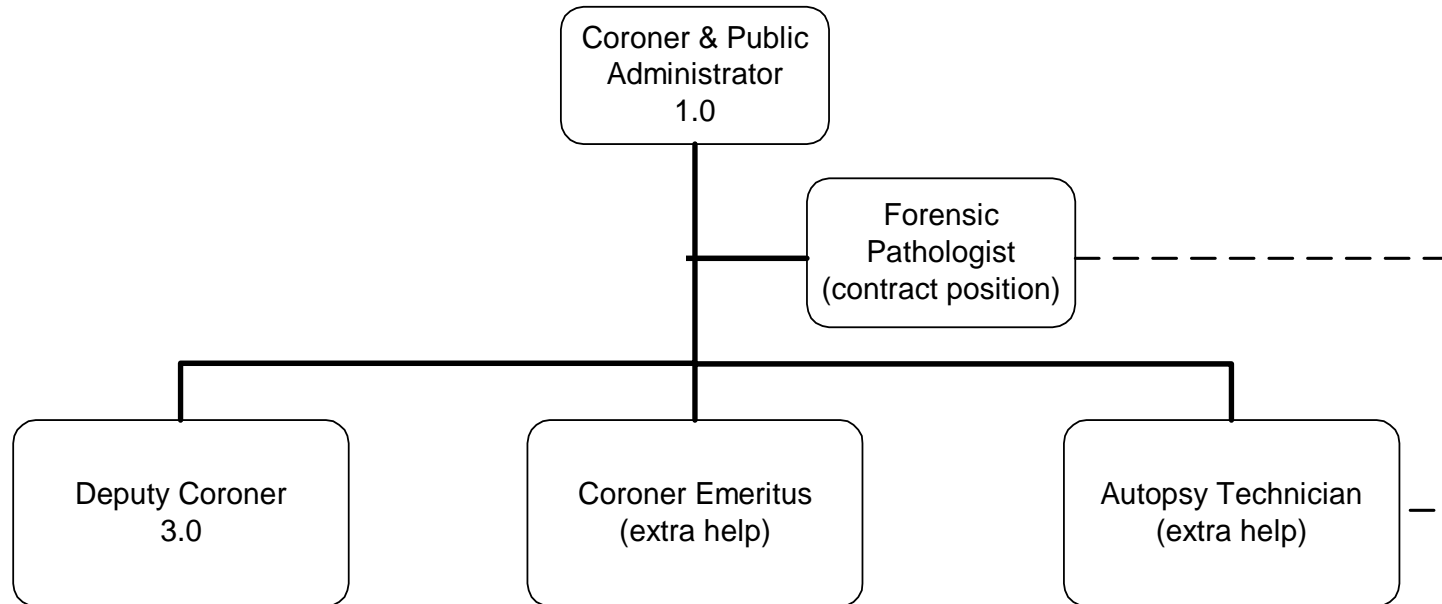 Coroner & Public
Administrator
1.0
Forensic
Pathologist
(contract position)
Deputy Coroner
3.0
Coroner Emeritus
(extra help)
Autopsy Technician
(extra help)